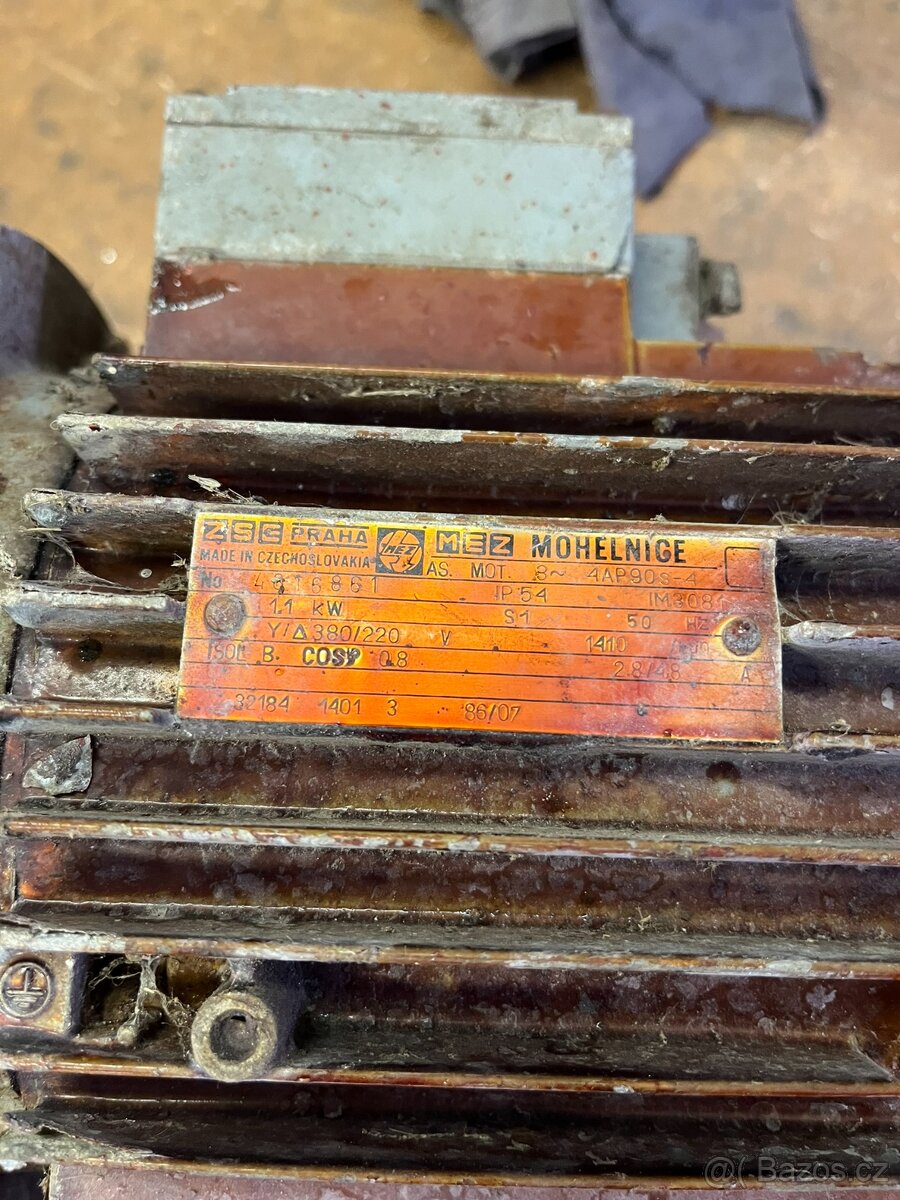 ZSE PRAHA MEZ MEZ MOHELNICE
MADE IN CZECHOSLOVAKIA AS. MOT. 3~ 4AP90S-4
No 4816861 IP54 IM3081
1.1 kW S1 50 Hz
Y/Δ 380/220 V 1410
ISOL B COSφ 0.8 2.8/4.8 A
32184 1401 3 86/07
@( Bazos.cz